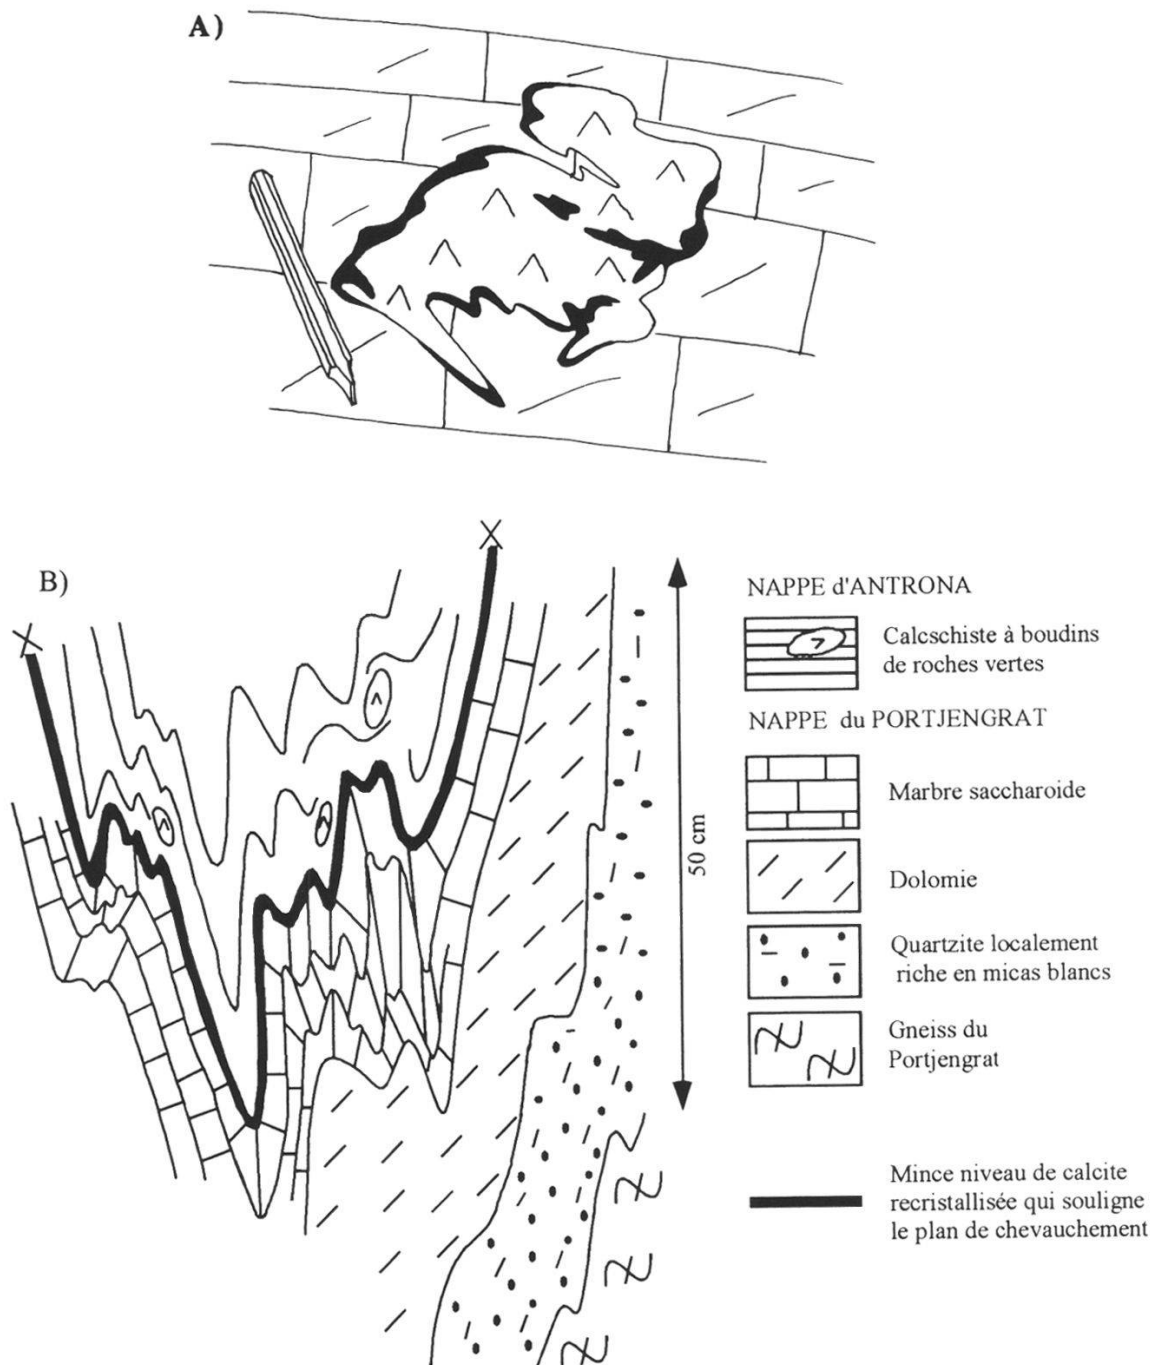 A)
B)
50 cm
NAPPE d'ANTRONA
Calcschiste à boudins
de roches vertes
NAPPE du PORTJENGRAT
Marbre saccharoide
Dolomie
Quartzite localement
riche en micas blancs
Gneiss du
Portjengrat
Mince niveau de calcite
recristallisée qui souligne
le plan de chevauchement